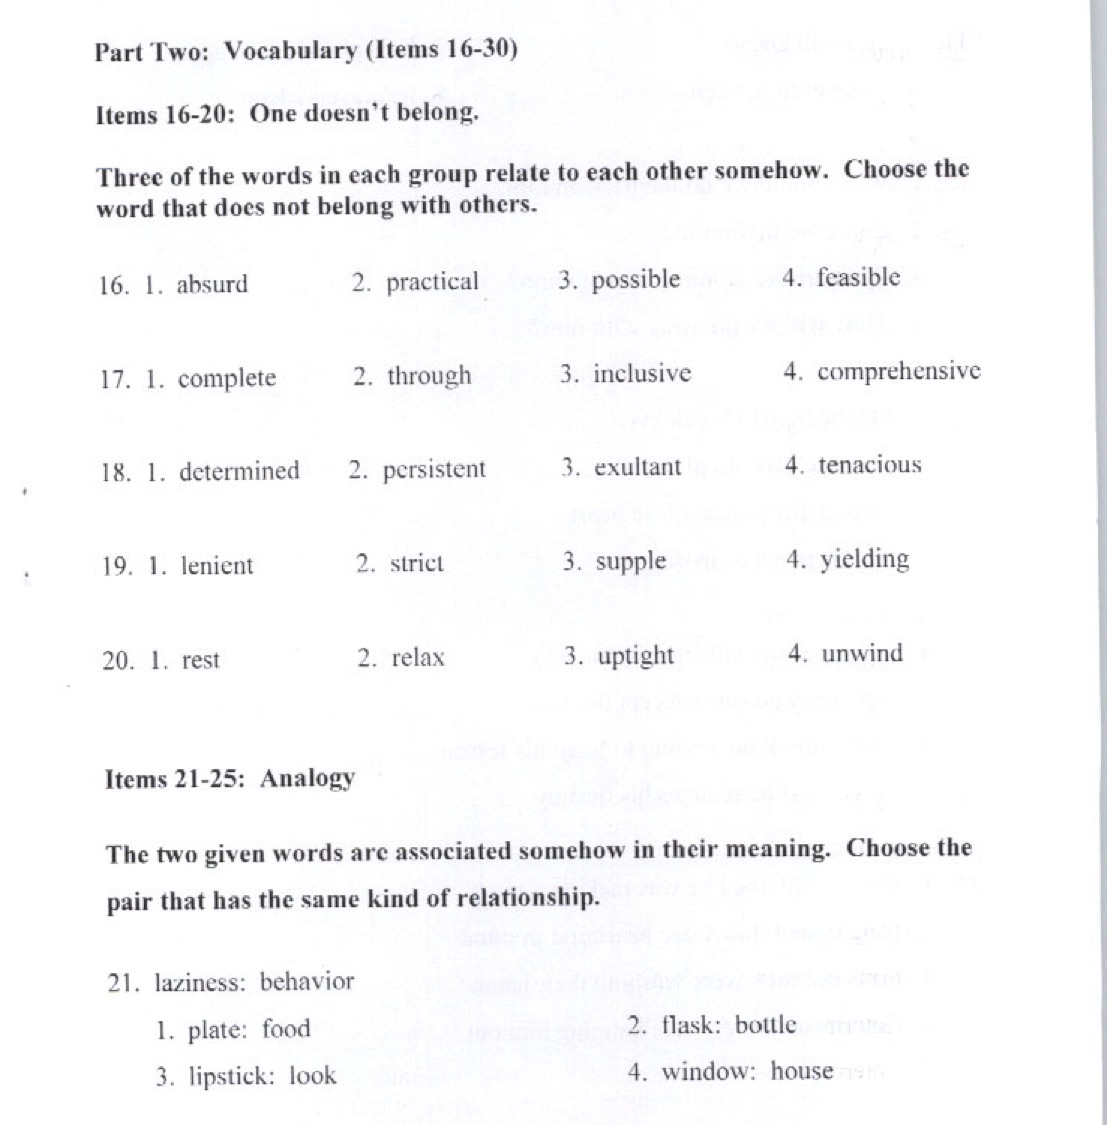 Part Two: Vocabulary (Items 16-30)
Items 16-20: One doesn't belong.
Three of the words in each group relate to each other somehow. Choose the
word that does not belong with others.
16. 1. absurd 2. practical 3. possible 4. feasible
17. 1. complete 2. through 3. inclusive 4. comprehensive
18. 1. determined 2. persistent 3. exultant 4. tenacious
19. 1. lenient 2. strict 3. supple 4. yielding
20. 1. rest 2. relax 3. uptight 4. unwind
Items 21-25: Analogy
The two given words are associated somehow in their meaning. Choose the
pair that has the same kind of relationship.
21. laziness: behavior
1. plate: food 2. flask: bottle
3. lipstick: look 4. window: house